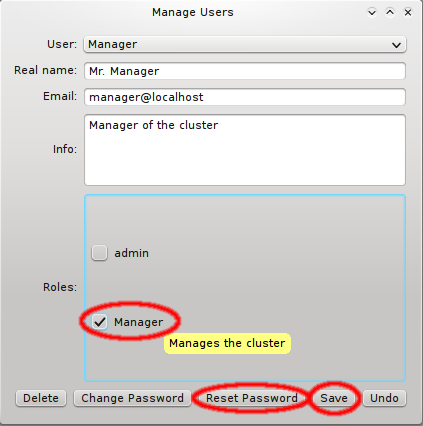 Manage Users
User: Manager
Real name: Mr. Manager
Email: manager@localhost
Info: Manager of the cluster
Roles:
admin
Manager
Manages the cluster
Delete Change Password Reset Password Save Undo